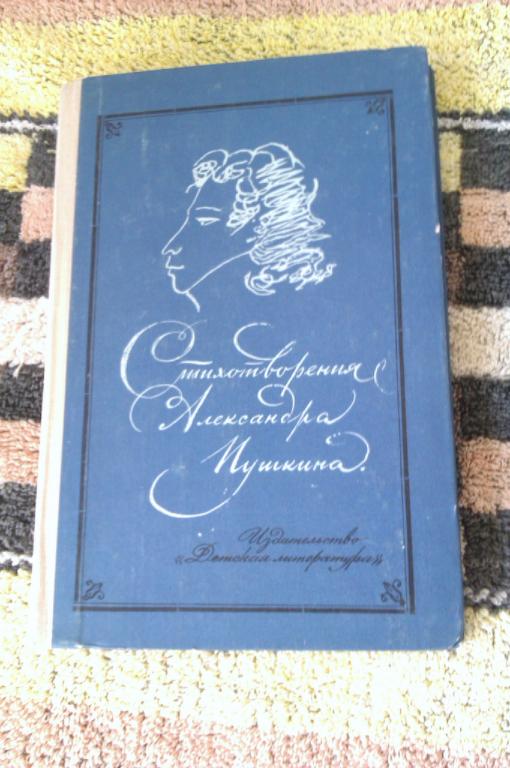 Стихотворения
Александра
Пушкина.
Издательство
«Детская литература»